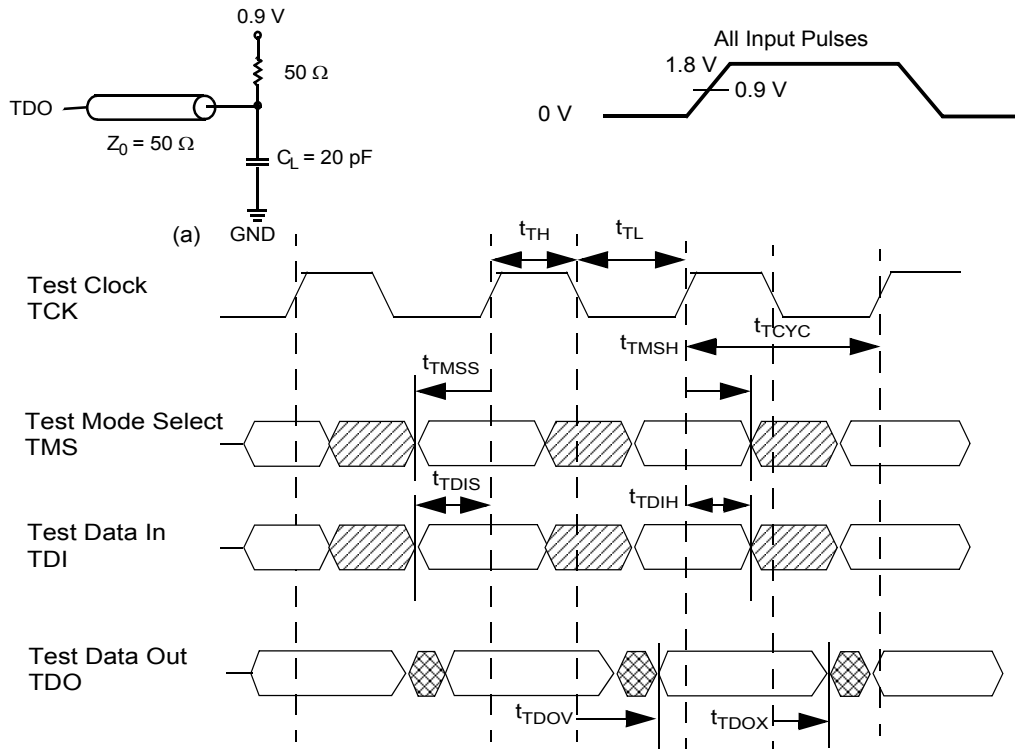 0.9 V
50 Ω
TDO
Z0 = 50 Ω
CL = 20 pF
(a)
GND
All Input Pulses
1.8 V
0.9 V
0 V
tTH
tTL
Test Clock
TCK
tTMSH
tTCYC
tTMSS
Test Mode Select
TMS
tTDIS
tTDIH
Test Data In
TDI
Test Data Out
TDO
tTDOV
tTDOX